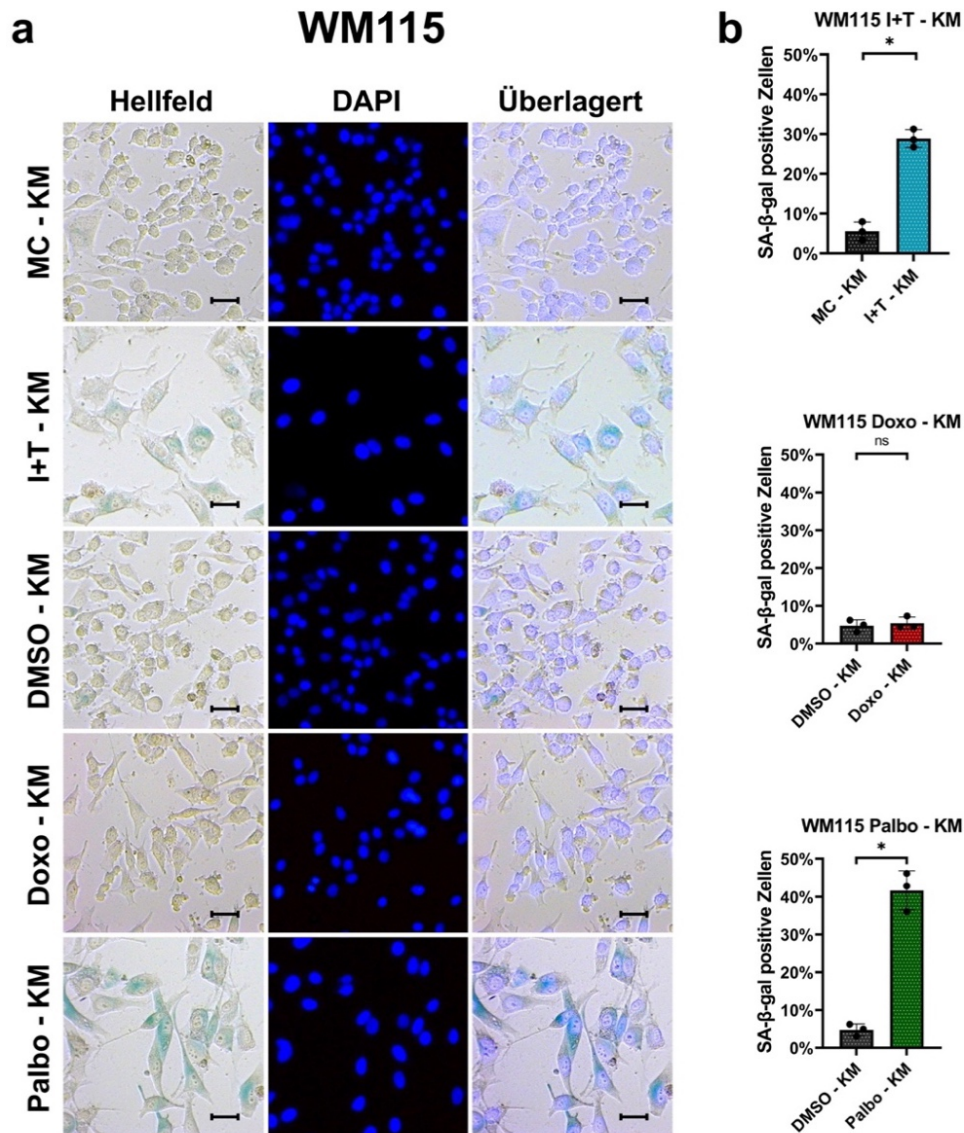 a
WM115
Hellfeld
DAPI
Überlagert
MC - KM
I+T - KM
DMSO - KM
Doxo - KM
Palbo - KM
b
WM115 I+T - KM
*
SA-β-gal positive Zellen
50%
40%
30%
20%
10%
0%
MC - KM
I+T - KM
WM115 Doxo - KM
ns
SA-β-gal positive Zellen
50%
40%
30%
20%
10%
0%
DMSO - KM
Doxo - KM
WM115 Palbo - KM
*
SA-β-gal positive Zellen
50%
40%
30%
20%
10%
0%
DMSO - KM
Palbo - KM